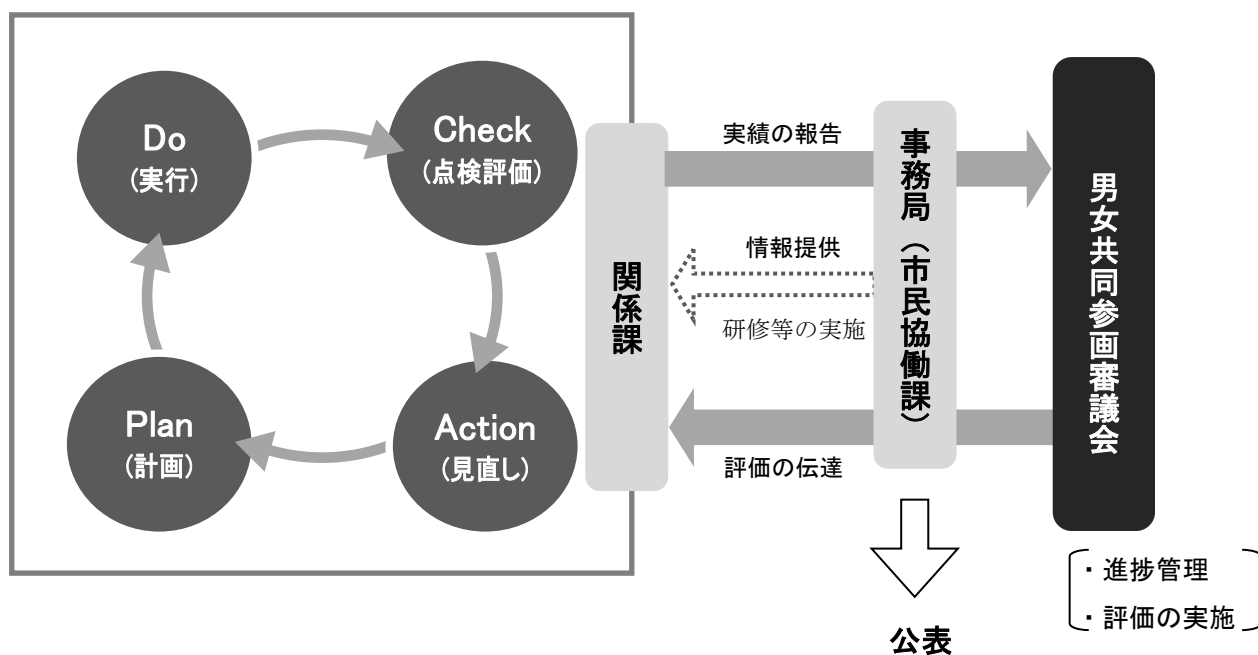 Do
(実行)
Check
(点検評価)
Plan
(計画)
Action
(見直し)
関係課
実績の報告
情報提供
研修等の実施
評価の伝達
事務局(市民協働課)
公表
男女共同参画審議会
・進捗管理
・評価の実施